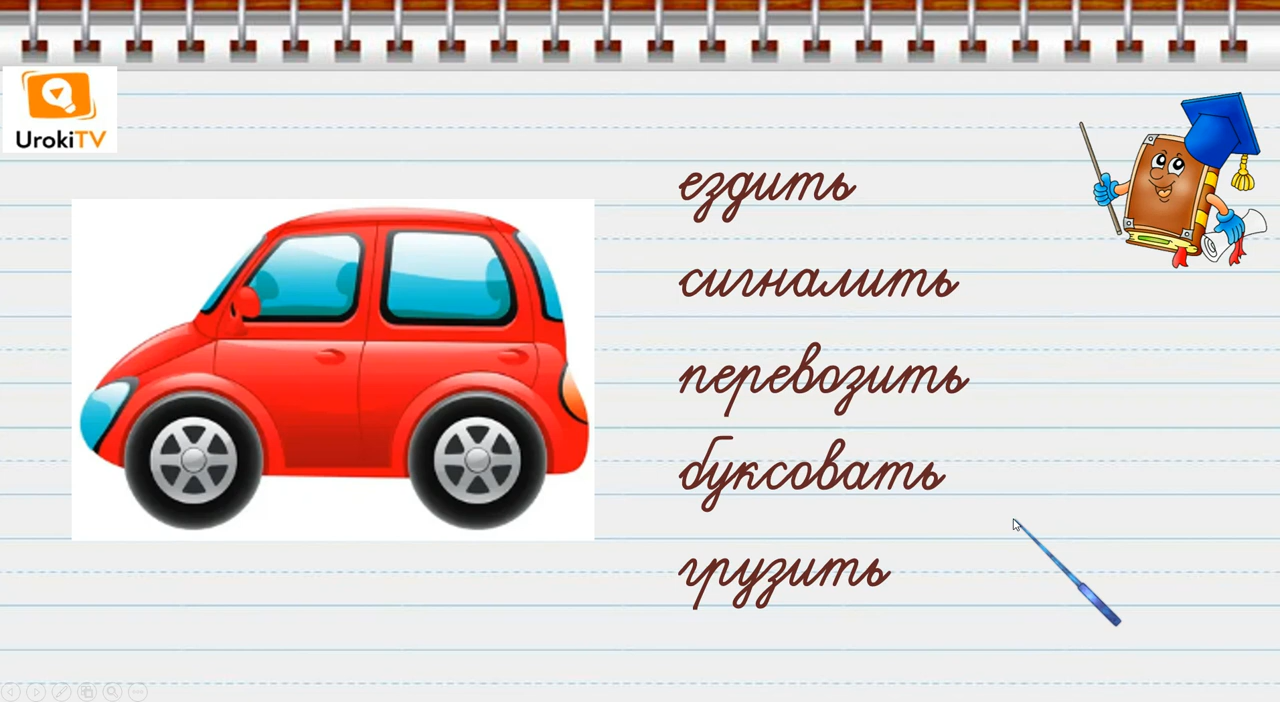 UrokiTV
ездить
сигналить
перевозить
буксовать
грузить